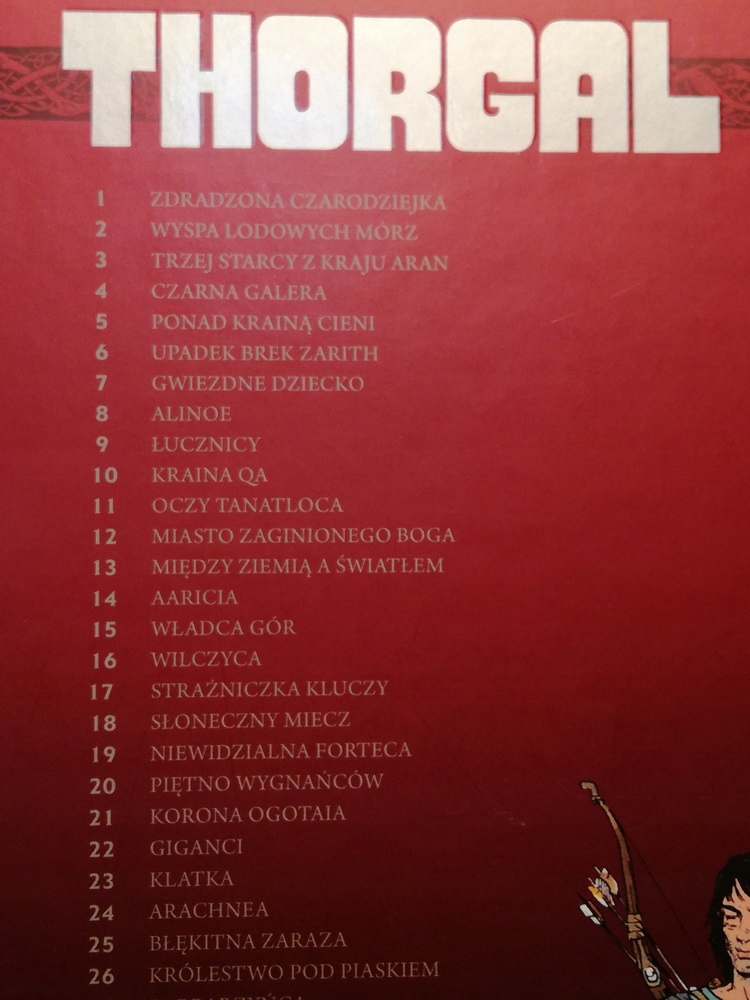 THORGAL
1 ZDRADZONA CZARODZIEJKA
2 WYSPA LODOWYCH MÓRZ
3 TRZEJ STARCY Z KRAJU ARAN
4 CZARNA GALERA
5 PONAD KRAINĄ CIENI
6 UPADEK BREK ZARITH
7 GWIEZDNE DZIECKO
8 ALINOE
9 ŁUCZNICY
10 KRAINA QA
11 OCZY TANATLOCA
12 MIASTO ZAGINIONEGO BOGA
13 MIĘDZY ZIEMIĄ A ŚWIATŁEM
14 AARICIA
15 WŁADCA GÓR
16 WILCZYCA
17 STRAŻNICZKA KLUCZY
18 SŁONECZNY MIECZ
19 NIEWIDZIALNA FORTECA
20 PIĘTNO WYGNAŃCÓW
21 KORONA OGOTAIA
22 GIGANCI
23 KLATKA
24 ARACHNEA
25 BŁĘKITNA ZARAZA
26 KRÓLESTWO POD PIASKIEM